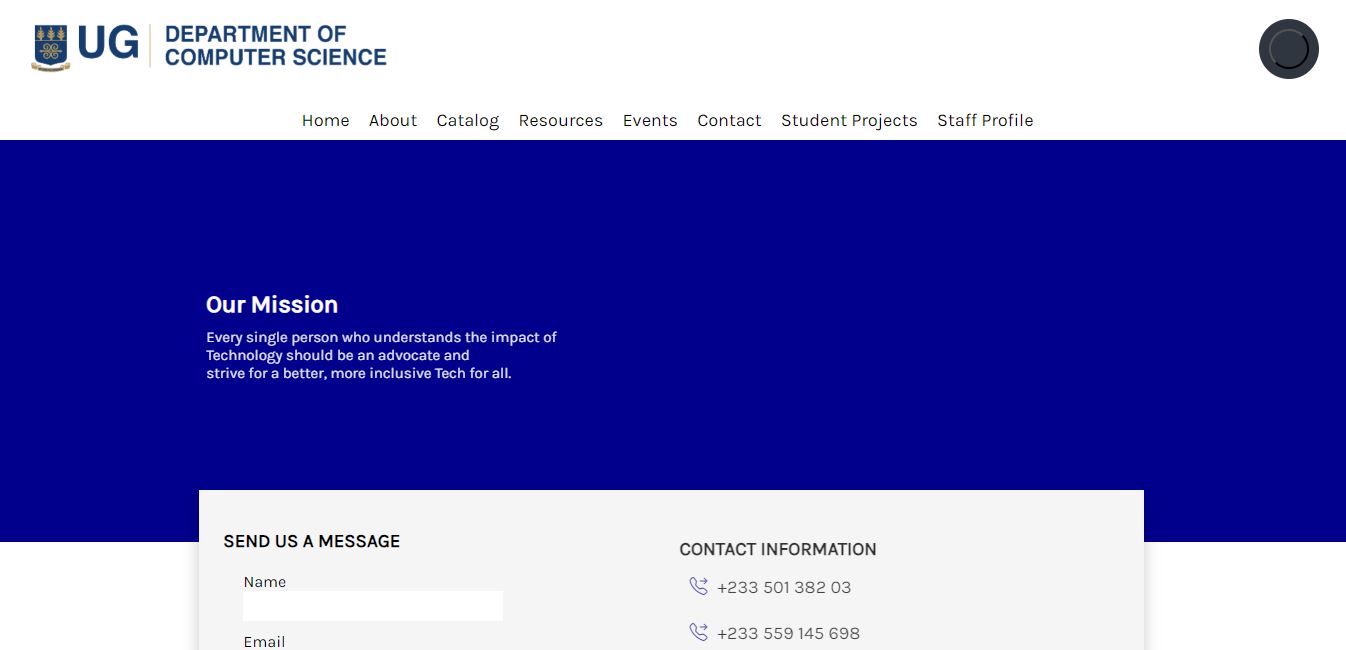 UG
DEPARTMENT OF
COMPUTER SCIENCE
Home About Catalog Resources Events Contact Student Projects Staff Profile
Our Mission
Every single person who understands the impact of
Technology should be an advocate and
strive for a better, more inclusive Tech for all.
SEND US A MESSAGE
Name
Email
CONTACT INFORMATION
+233 501 382 03
+233 559 145 698